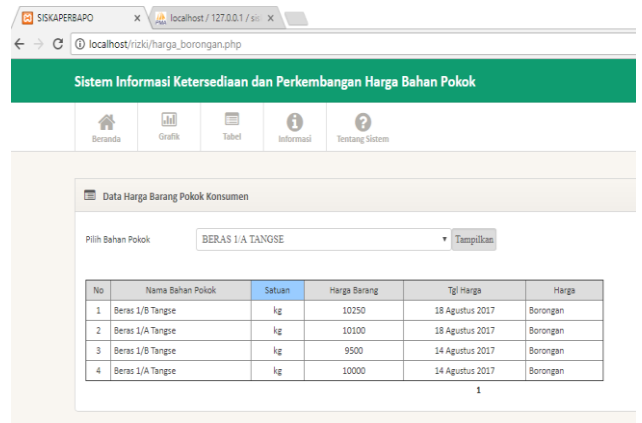 SISKAPERBAPO
localhost / 127.0.0.1 / sis
localhost/rizki/harga_borongan.php
Sistem Informasi Ketersediaan dan Perkembangan Harga Bahan Pokok
Beranda Grafik Tabel Informasi Tentang Sistem
Data Harga Barang Pokok Konsumen
Pilih Bahan Pokok BERAS 1/A TANGSE Tampilkan
No Nama Bahan Pokok Satuan Harga Barang Tgl Harga Harga
1 Beras 1/B Tangse kg 10250 18 Agustus 2017 Borongan
2 Beras 1/A Tangse kg 10100 18 Agustus 2017 Borongan
3 Beras 1/B Tangse kg 9500 14 Agustus 2017 Borongan
4 Beras 1/A Tangse kg 10000 14 Agustus 2017 Borongan
1